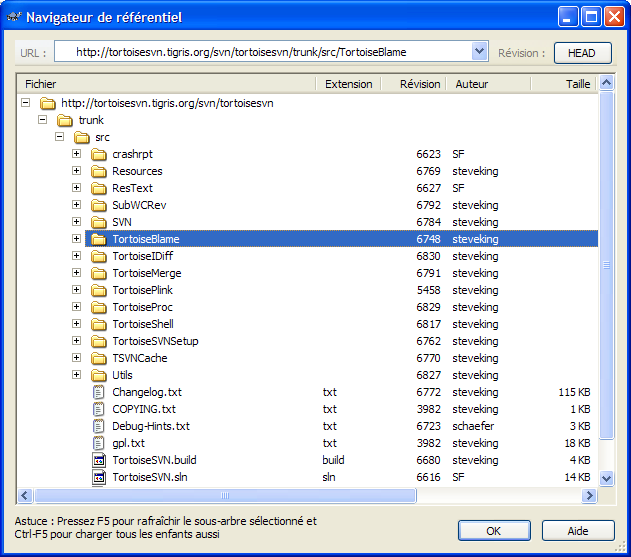 Navigateur de référentiel
URL : http://tortoisesvn.tigris.org/svn/tortoisesvn/trunk/src/TortoiseBlame Révision : HEAD
Fichier Extension Révision Auteur Taille
http://tortoisesvn.tigris.org/svn/tortoisesvn
trunk
src
crashrpt 6623 SF
Resources 6769 steveking
ResText 6627 SF
SubWCRev 6792 steveking
SVN 6784 steveking
TortoiseBlame 6748 steveking
TortoiseIDiff 6830 steveking
TortoiseMerge 6791 steveking
TortoisePlink 5458 steveking
TortoiseProc 6829 steveking
TortoiseShell 6817 steveking
TortoiseSVNSetup 6762 steveking
TSVNCache 6770 steveking
Utils 6827 steveking
Changelog.txt txt 6772 steveking 115 KB
COPYING.txt txt 3982 steveking 1 KB
Debug-Hints.txt txt 6723 schaefer 3 KB
gpl.txt txt 3982 steveking 18 KB
TortoiseSVN.build build 6680 steveking 4 KB
TortoiseSVN.sln sln 6616 SF 14 KB
Astuce : Pressez F5 pour rafraîchir le sous-arbre sélectionné et
Ctrl-F5 pour charger tous les enfants aussi
OK Aide